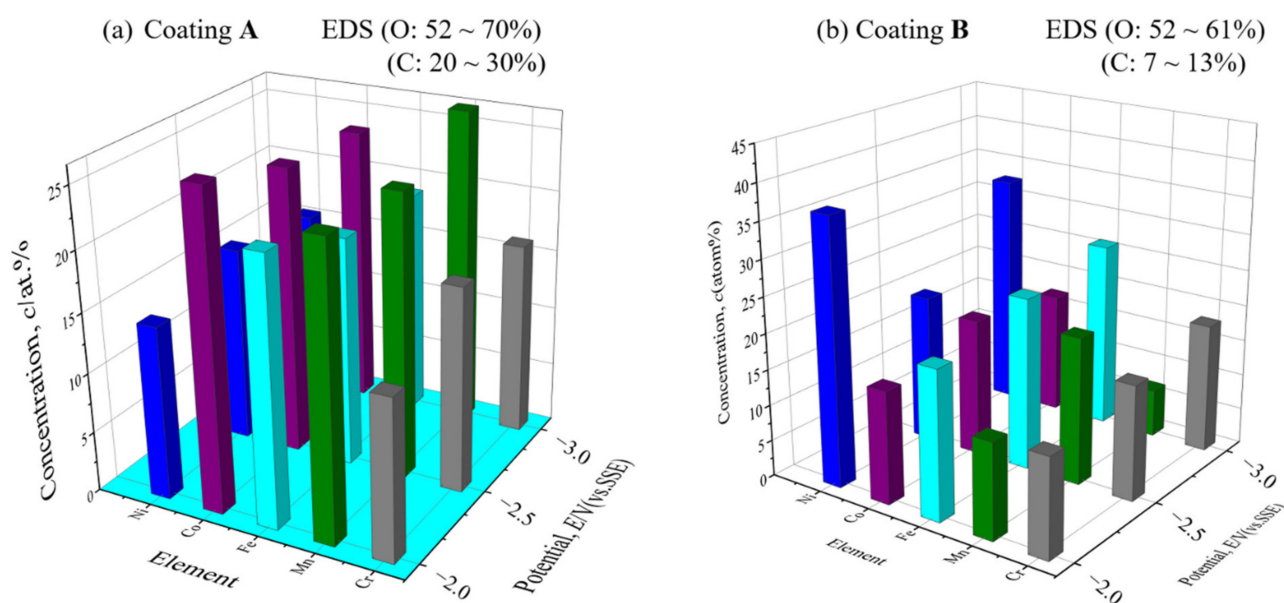 (a) Coating A EDS (O: 52 ~ 70%)
(C: 20 ~ 30%)
25
20
15
10
5
0
Concentration, c/at.%
Ni
Co
Fe
Mn
Cr
Element
−2.0
−2.5
−3.0
Potential, E/V(vs.SSE)
(b) Coating B EDS (O: 52 ~ 61%)
(C: 7 ~ 13%)
45
40
35
30
25
20
15
10
5
0
Concentration, c(atom%)
Ni
Co
Fe
Mn
Cr
Element
−2.0
−2.5
−3.0
Potential, E/V(vs.SSE)